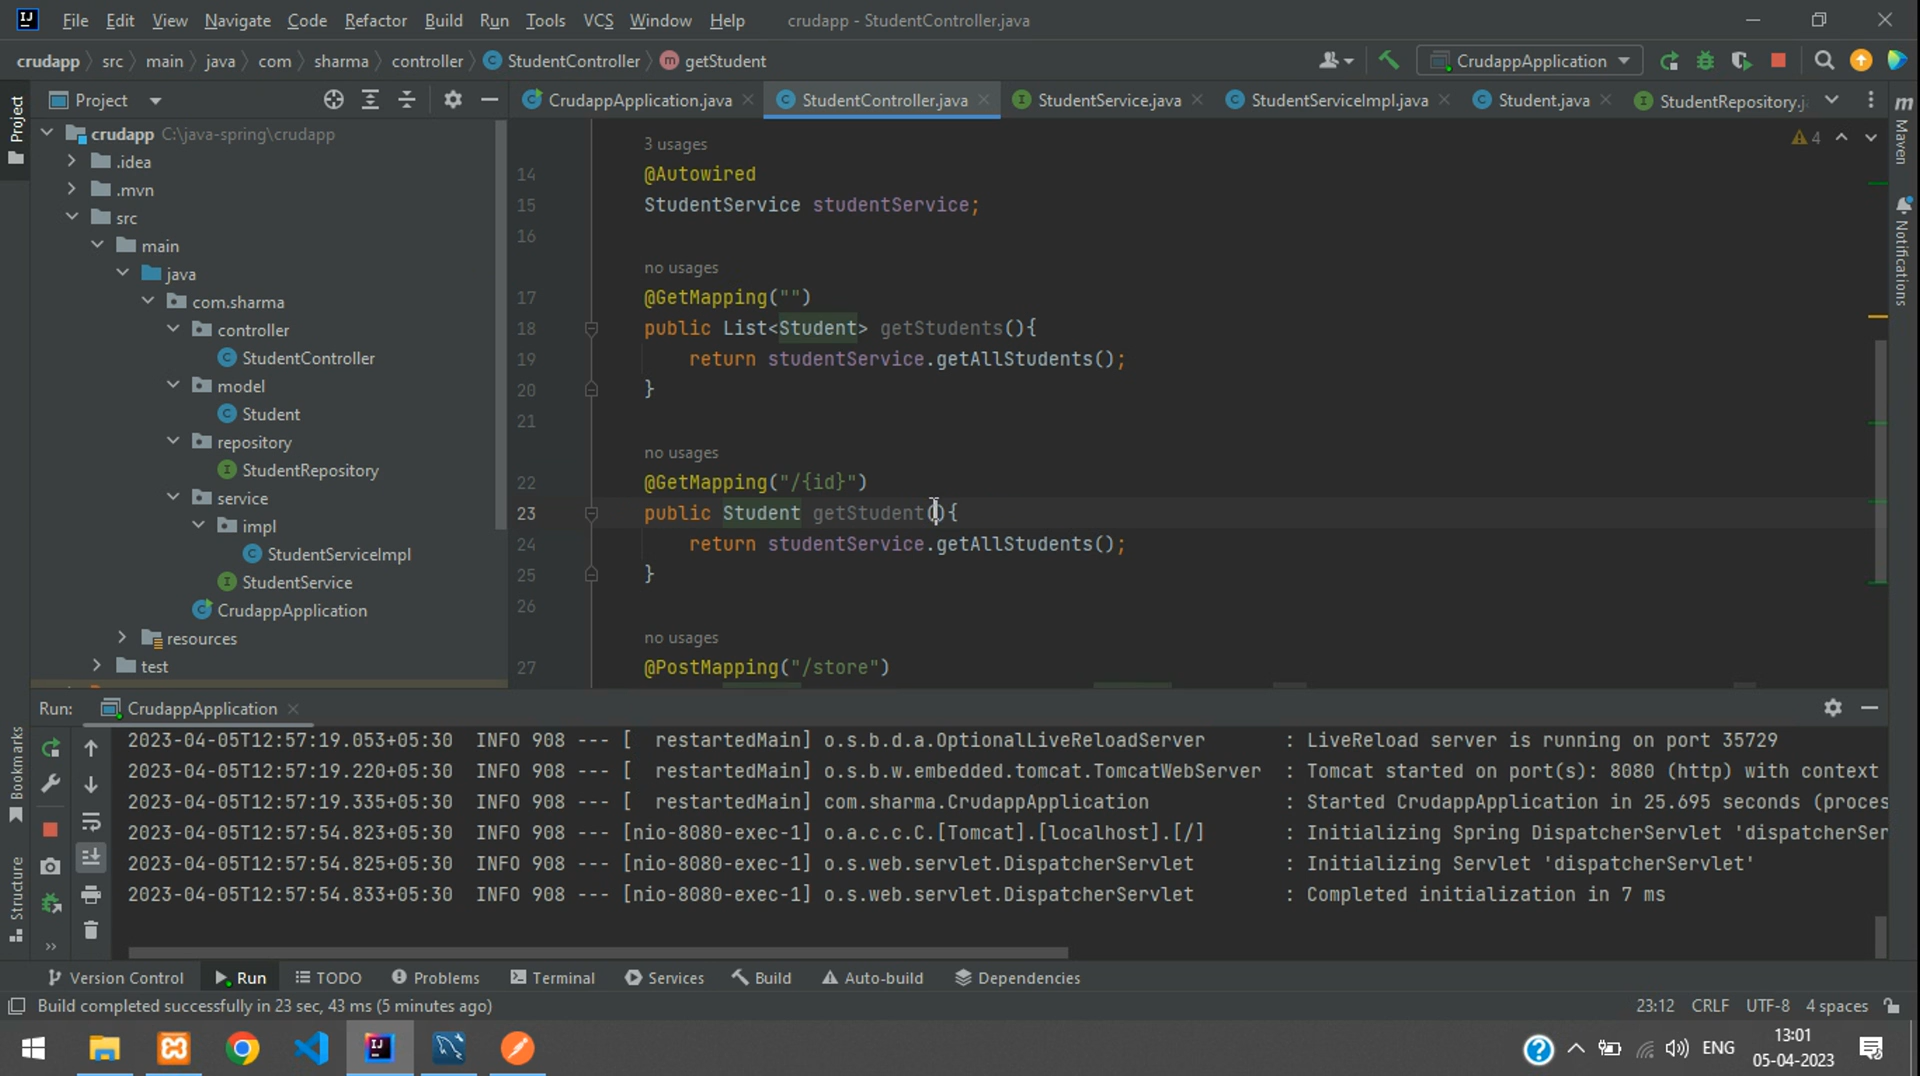 File Edit View Navigate Code Refactor Build Run Tools VCS Window Help crudapp - StudentController.java
crudapp src main java com sharma controller StudentController getStudent CrudappApplication
Project
CrudappApplication.java StudentController.java StudentService.java StudentServiceImpl.java Student.java StudentRepository.j
Project
Maven
Notifications
crudapp C:\java-spring\crudapp
.idea
.mvn
src
main
java
com.sharma
controller
StudentController
model
Student
repository
StudentRepository
service
impl
StudentServiceImpl
StudentService
CrudappApplication
resources
test
4
3 usages
14 @Autowired
15 StudentService studentService;
16
no usages
17 @GetMapping("")
18 public List<Student> getStudents(){
19 return studentService.getAllStudents();
20 }
21
no usages
22 @GetMapping("/{id}")
23 public Student getStudent(){
24 return studentService.getAllStudents();
25 }
26
no usages
27 @PostMapping("/store")
Run: CrudappApplication
Bookmarks
Structure
2023-04-05T12:57:19.053+05:30 INFO 908 --- [ restartedMain] o.s.b.d.a.OptionalLiveReloadServer : LiveReload server is running on port 35729
2023-04-05T12:57:19.220+05:30 INFO 908 --- [ restartedMain] o.s.b.w.embedded.tomcat.TomcatWebServer : Tomcat started on port(s): 8080 (http) with context
2023-04-05T12:57:19.335+05:30 INFO 908 --- [ restartedMain] com.sharma.CrudappApplication : Started CrudappApplication in 25.695 seconds (proces
2023-04-05T12:57:54.823+05:30 INFO 908 --- [nio-8080-exec-1] o.a.c.c.C.[Tomcat].[localhost].[/] : Initializing Spring DispatcherServlet 'dispatcherSer
2023-04-05T12:57:54.825+05:30 INFO 908 --- [nio-8080-exec-1] o.s.web.servlet.DispatcherServlet : Initializing Servlet 'dispatcherServlet'
2023-04-05T12:57:54.833+05:30 INFO 908 --- [nio-8080-exec-1] o.s.web.servlet.DispatcherServlet : Completed initialization in 7 ms
Version Control Run TODO Problems Terminal Services Build Auto-build Dependencies
Build completed successfully in 23 sec, 43 ms (5 minutes ago) 23:12 CRLF UTF-8 4 spaces
ENG 13:01
05-04-2023